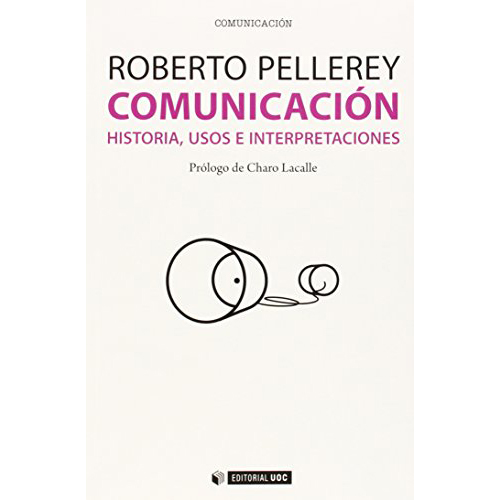 COMUNICACIÓN
ROBERTO PELLEREY
COMUNICACIÓN
HISTORIA, USOS E INTERPRETACIONES
Prólogo de Charo Lacalle
EDITORIAL UOC